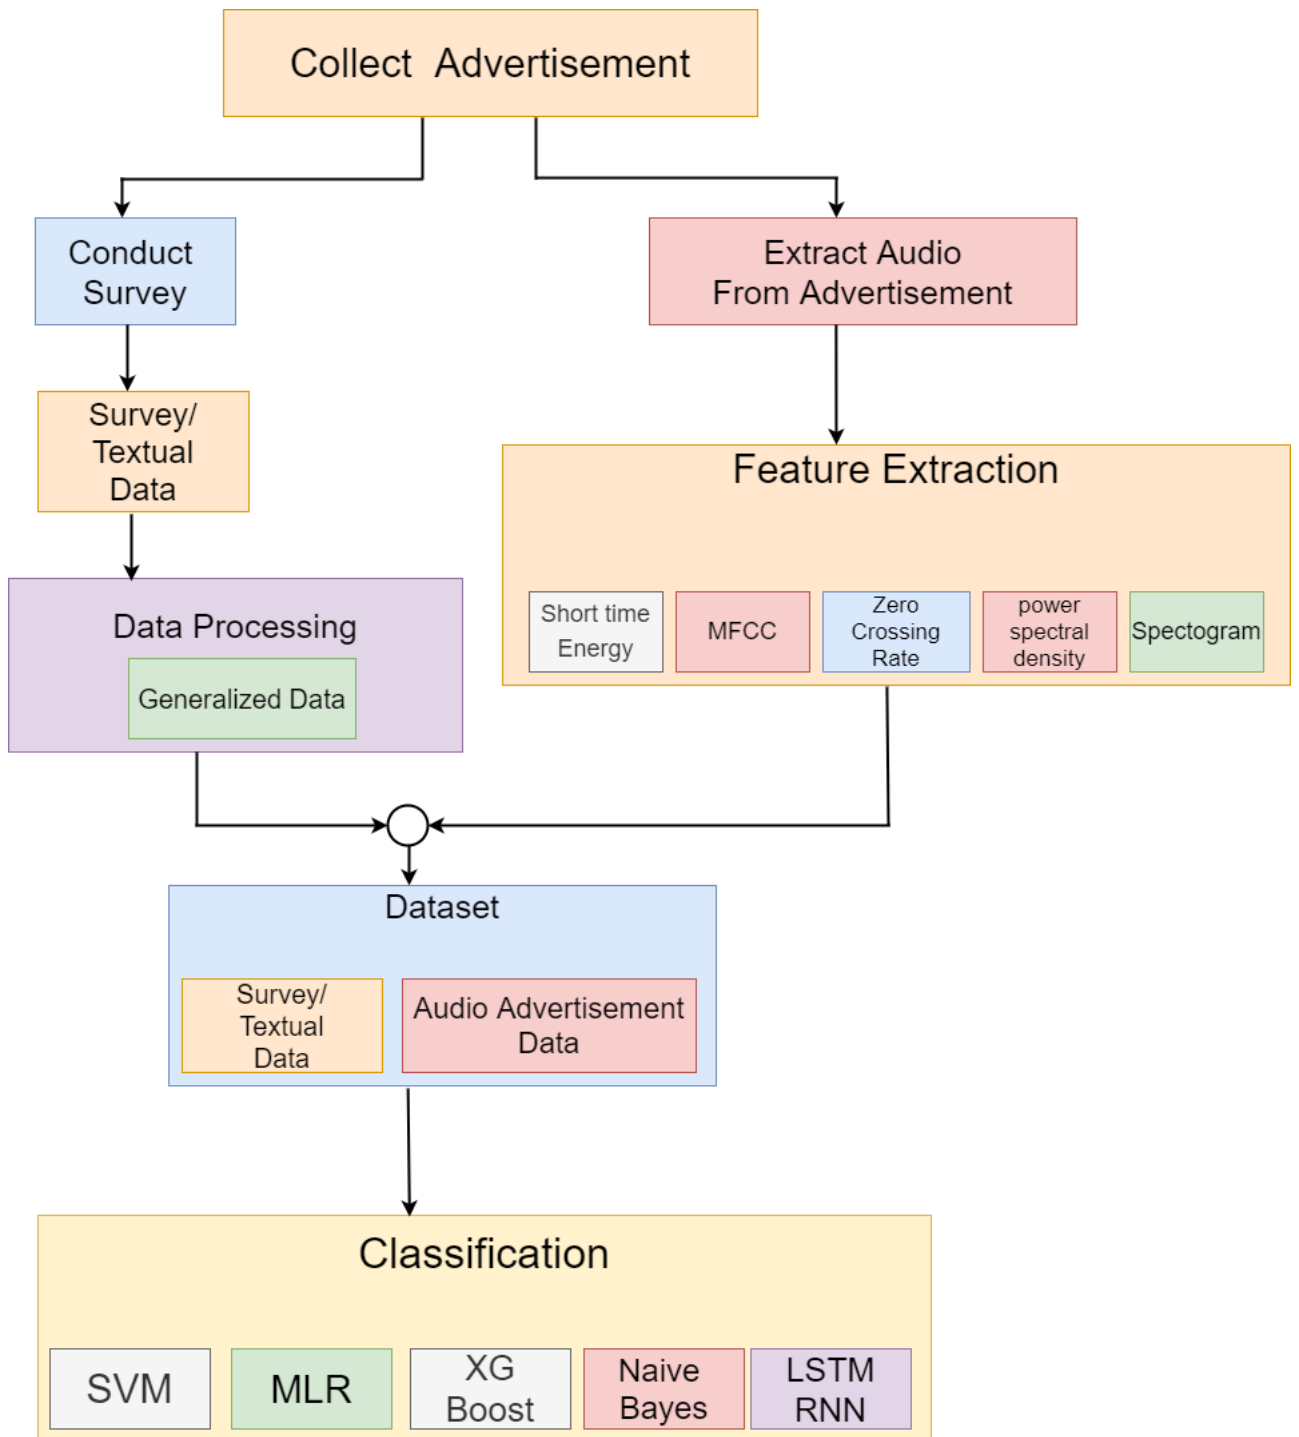 Collect Advertisement
Conduct
Survey
Extract Audio
From Advertisement
Survey/
Textual
Data
Feature Extraction
Short time
Energy
MFCC
Zero
Crossing
Rate
power
spectral
density
Spectogram
Data Processing
Generalized Data
Dataset
Survey/
Textual
Data
Audio Advertisement
Data
Classification
SVM
MLR
XG
Boost
Naive
Bayes
LSTM
RNN